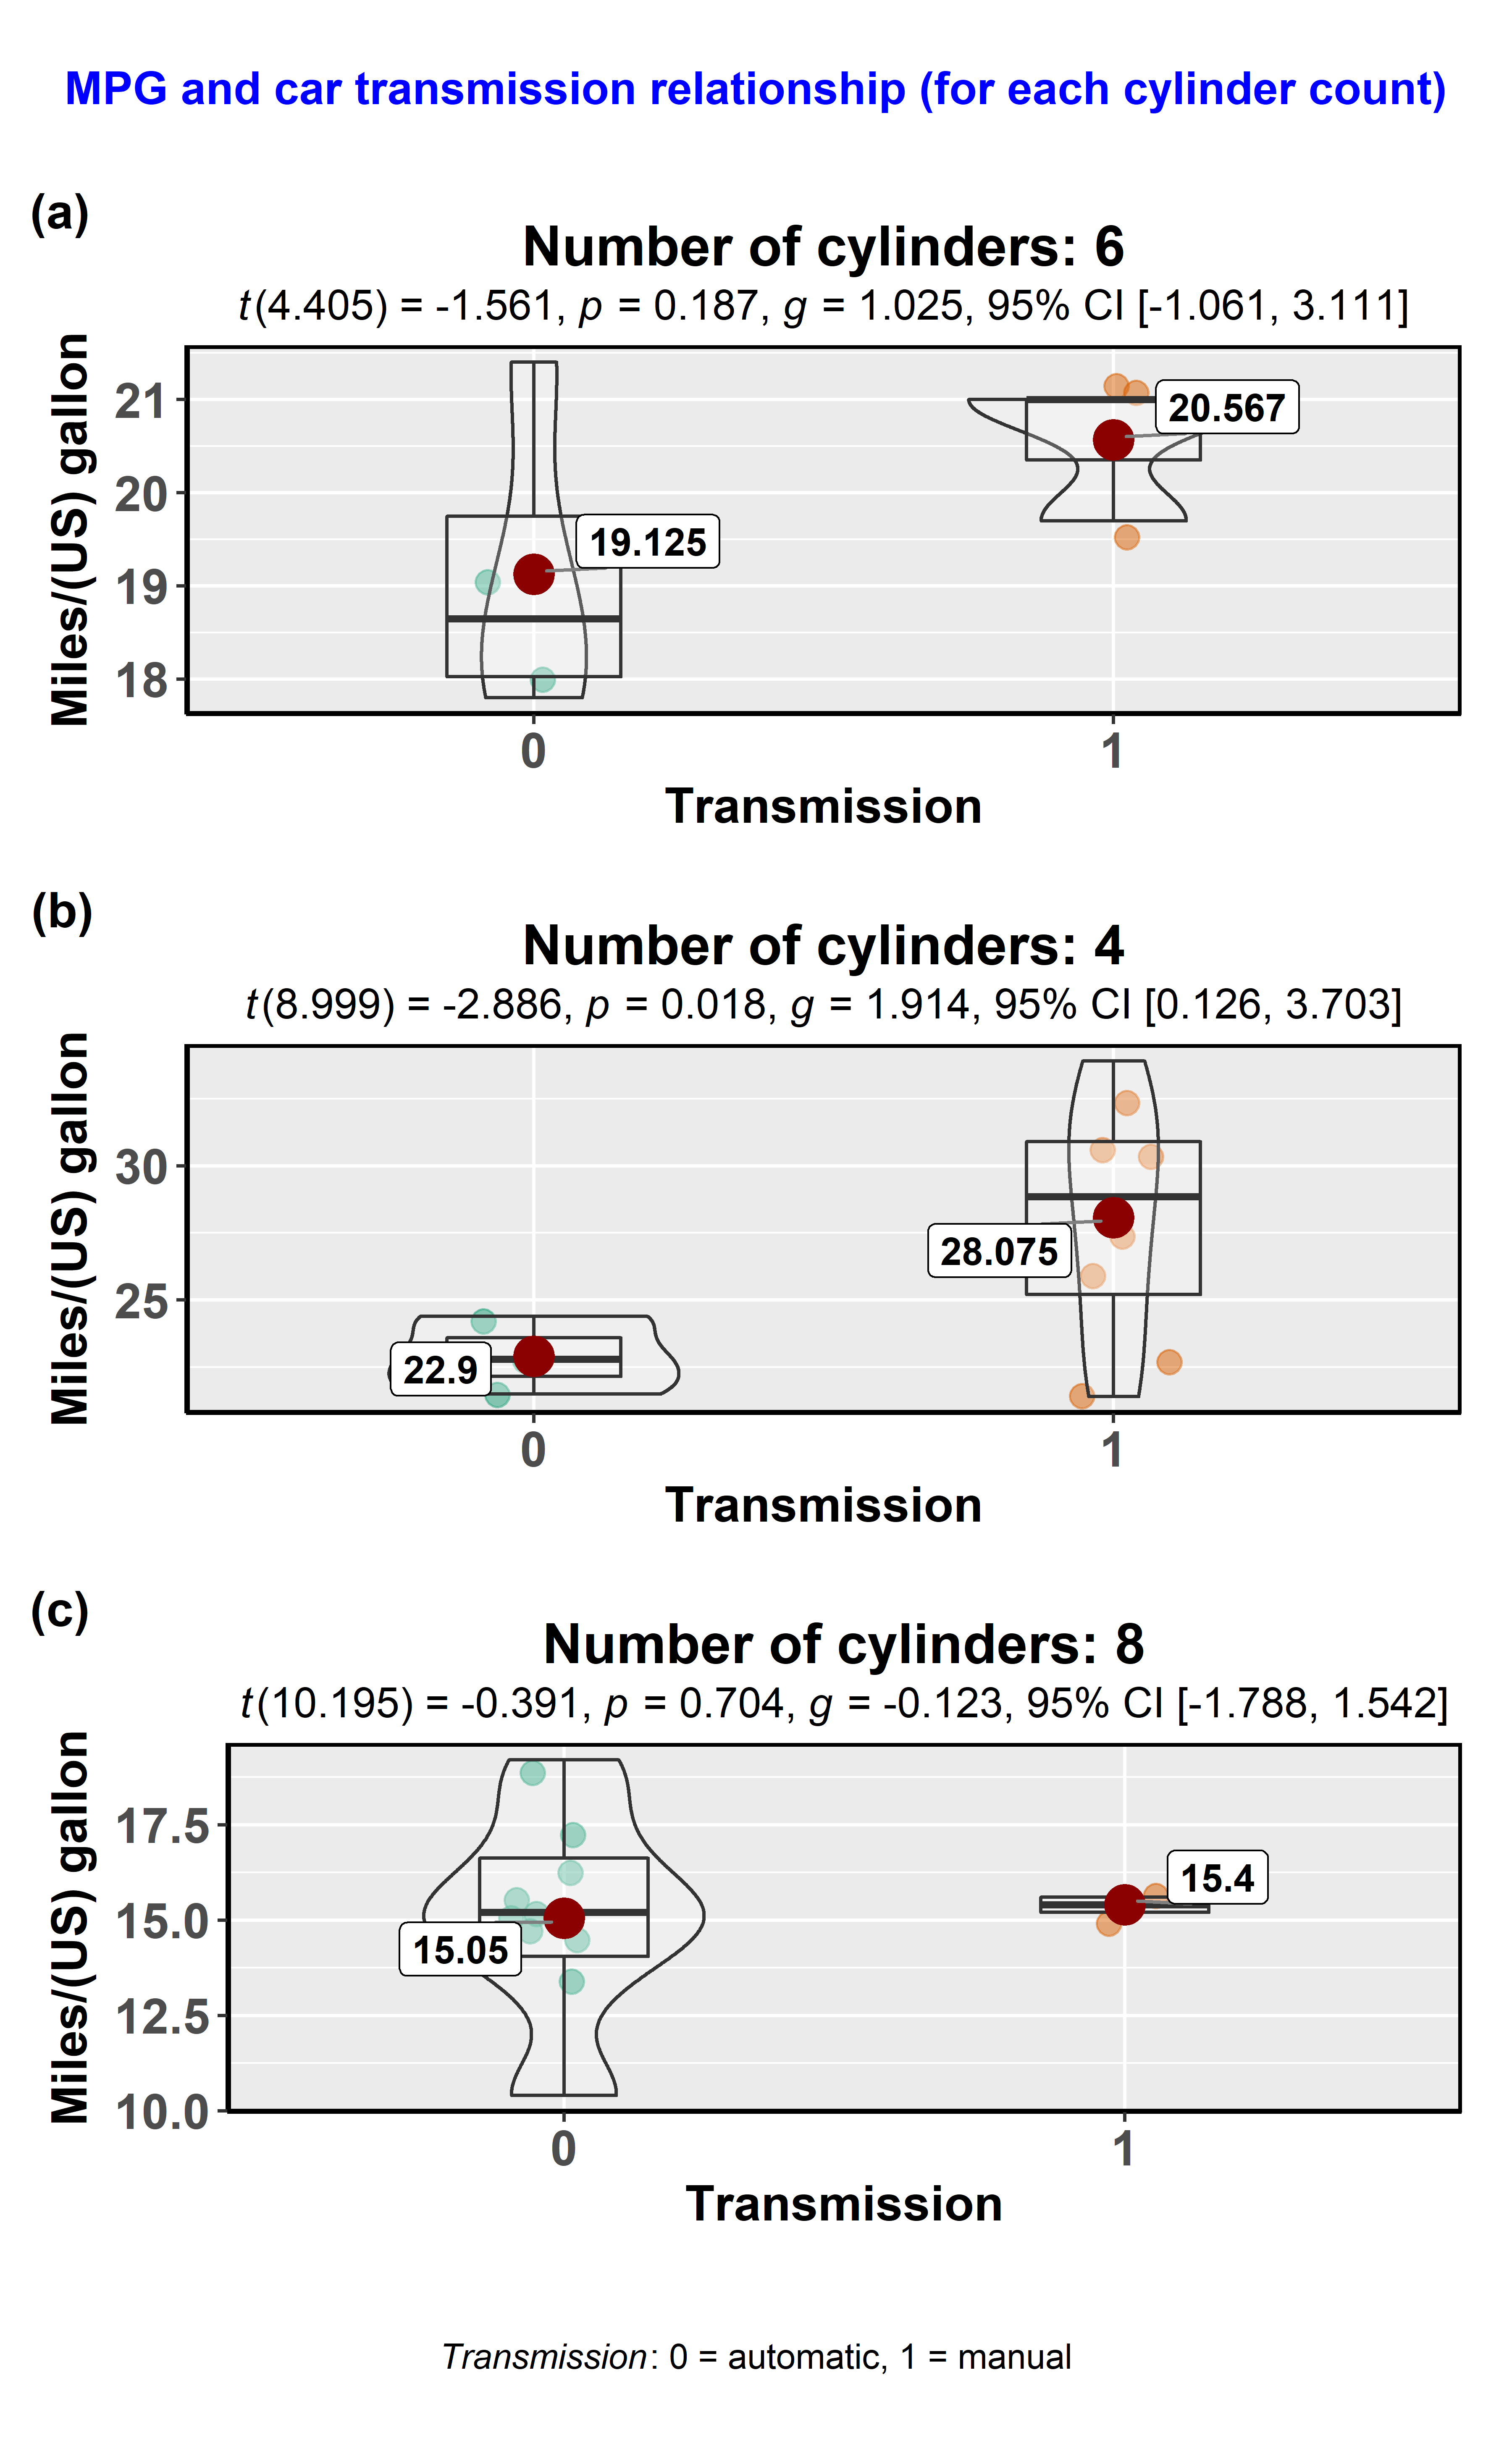 MPG and car transmission relationship (for each cylinder count)
(a)
Number of cylinders: 6
t(4.405) = -1.561, p = 0.187, g = 1.025, 95% CI [-1.061, 3.111]
Miles/(US) gallon
21
20
19
18
19.125
20.567
0
1
Transmission
(b)
Number of cylinders: 4
t(8.999) = -2.886, p = 0.018, g = 1.914, 95% CI [0.126, 3.703]
Miles/(US) gallon
30
25
22.9
28.075
0
1
Transmission
(c)
Number of cylinders: 8
t(10.195) = -0.391, p = 0.704, g = -0.123, 95% CI [-1.788, 1.542]
Miles/(US) gallon
17.5
15.0
12.5
10.0
15.05
15.4
0
1
Transmission
Transmission: 0 = automatic, 1 = manual